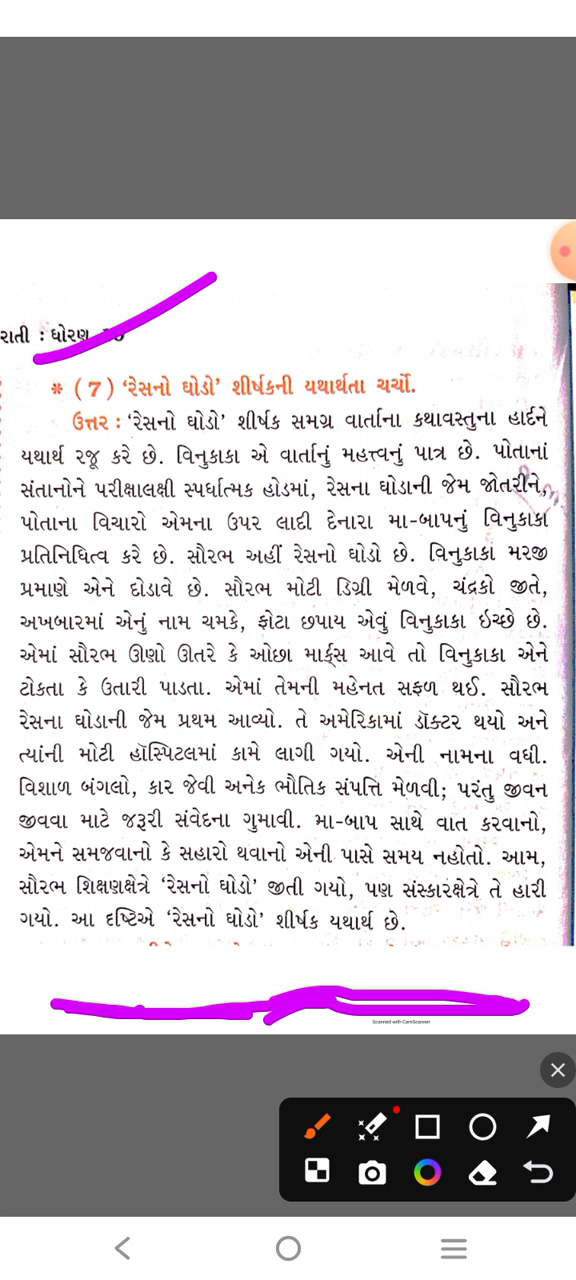 રાતી : ધોરણ
* (7) ‘રેસનો ઘોડો’ શીર્ષકની યથાર્થતા ચર્ચો.
ઉત્તર : ‘રેસનો ઘોડો’ શીર્ષક સમગ્ર વાર્તાના કથાવસ્તુના હાર્દને
યથાર્થ રજૂ કરે છે. વિનુકાકા એ વાર્તાનું મહત્ત્વનું પાત્ર છે. પોતાનાં
સંતાનોને પરીક્ષાલક્ષી સ્પર્ધાત્મક હોડમાં, રેસના ઘોડાની જેમ જોતરીને,
પોતાના વિચારો એમના ઉપર લાદી દેનારા મા-બાપનું વિનુકાકા
પ્રતિનિધિત્વ કરે છે. સૌરભ અહીં રેસનો ઘોડો છે. વિનુકાકા મરજી
પ્રમાણે એને દોડાવે છે. સૌરભ મોટી ડિગ્રી મેળવે, ચંદ્રકો જીતે,
અખબારમાં એનું નામ ચમકે, ફોટા છપાય એવું વિનુકાકા ઇચ્છે છે.
એમાં સૌરભ ઊણો ઊતરે કે ઓછા માર્ક્સ આવે તો વિનુકાકા એને
ટોકતા કે ઉતારી પાડતા. એમાં તેમની મહેનત સફળ થઈ. સૌરભ
રેસના ઘોડાની જેમ પ્રથમ આવ્યો. તે અમેરિકામાં ડૉક્ટર થયો અને
ત્યાંની મોટી હૉસ્પિટલમાં કામે લાગી ગયો. એની નામના વધી.
વિશાળ બંગલો, કાર જેવી અનેક ભૌતિક સંપત્તિ મેળવી; પરંતુ જીવન
જીવવા માટે જરૂરી સંવેદના ગુમાવી. મા-બાપ સાથે વાત કરવાનો,
એમને સમજવાનો કે સહારો થવાનો એની પાસે સમય નહોતો. આમ,
સૌરભ શિક્ષણક્ષેત્રે ‘રેસનો ઘોડો’ જીતી ગયો, પણ સંસ્કારક્ષેત્રે તે હારી
ગયો. આ દૃષ્ટિએ ‘રેસનો ઘોડો’ શીર્ષક યથાર્થ છે.
Scanned with CamScanner